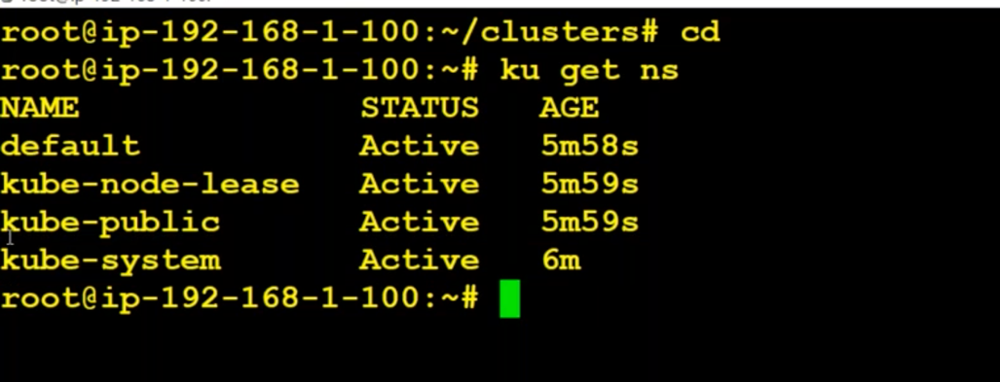 root@ip-192-168-1-100:~/clusters# cd
root@ip-192-168-1-100:~# ku get ns
NAME STATUS AGE
default Active 5m58s
kube-node-lease Active 5m59s
kube-public Active 5m59s
kube-system Active 6m
root@ip-192-168-1-100:~#